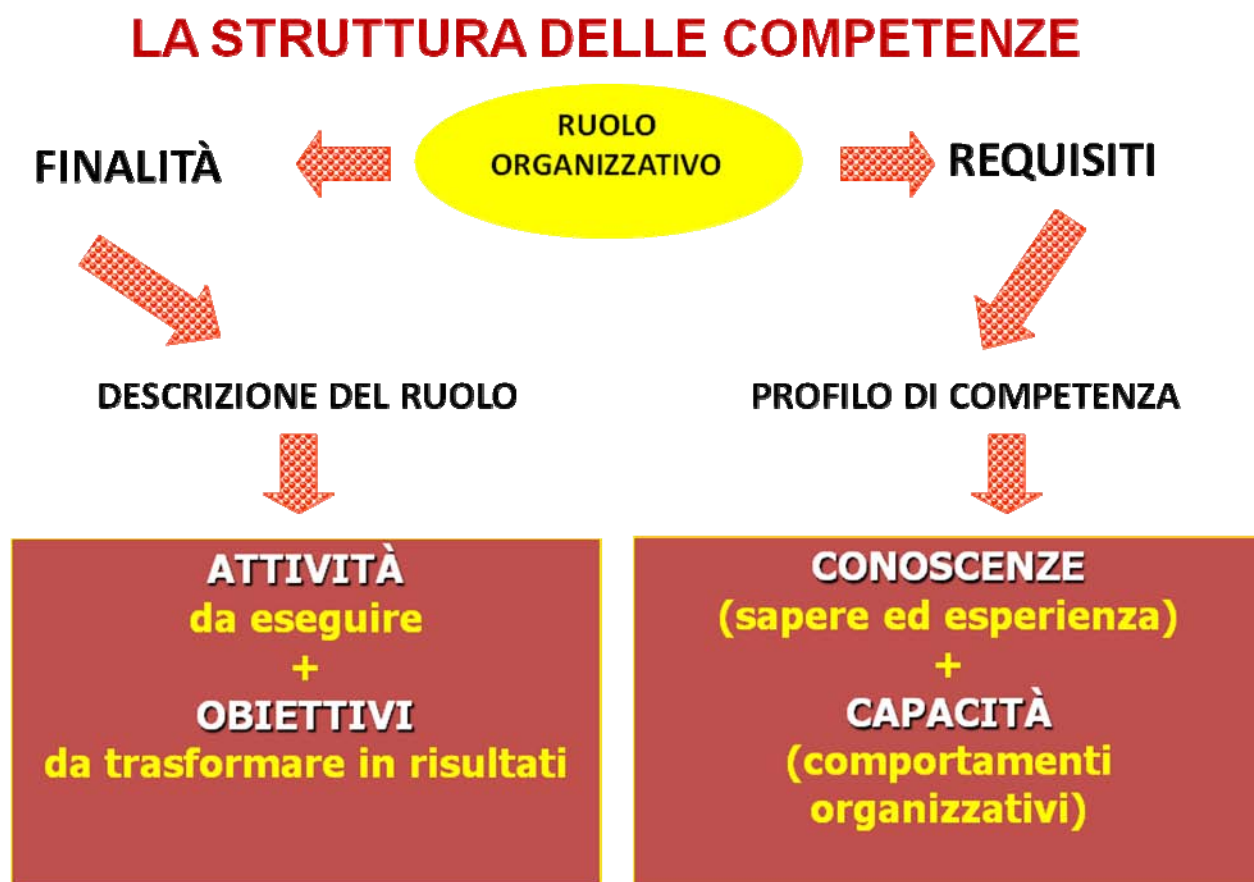 LA STRUTTURA DELLE COMPETENZE
RUOLO
ORGANIZZATIVO
FINALITÀ
REQUISITI
DESCRIZIONE DEL RUOLO
PROFILO DI COMPETENZA
ATTIVITÀ
da eseguire
+
OBIETTIVI
da trasformare in risultati
CONOSCENZE
(sapere ed esperienza)
+
CAPACITÀ
(comportamenti
organizzativi)